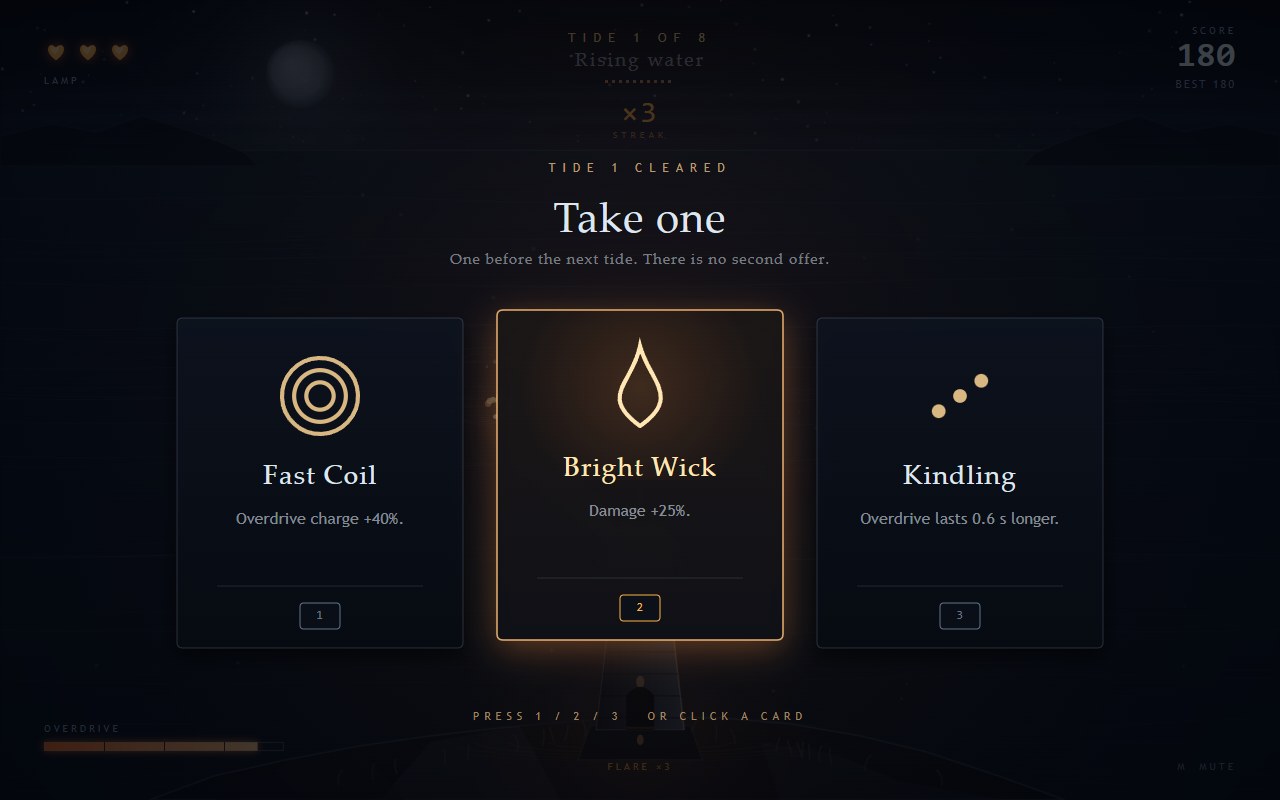 TIDE 1 OF 8
Rising water
×3
STREAK
LAMP
SCORE
180
BEST 180
TIDE 1 CLEARED
Take one
One before the next tide. There is no second offer.
Fast Coil
Overdrive charge +40%.
1
Bright Wick
Damage +25%.
2
Kindling
Overdrive lasts 0.6 s longer.
3
PRESS 1 / 2 / 3 OR CLICK A CARD
OVERDRIVE
FLARE ×1
M MUTE